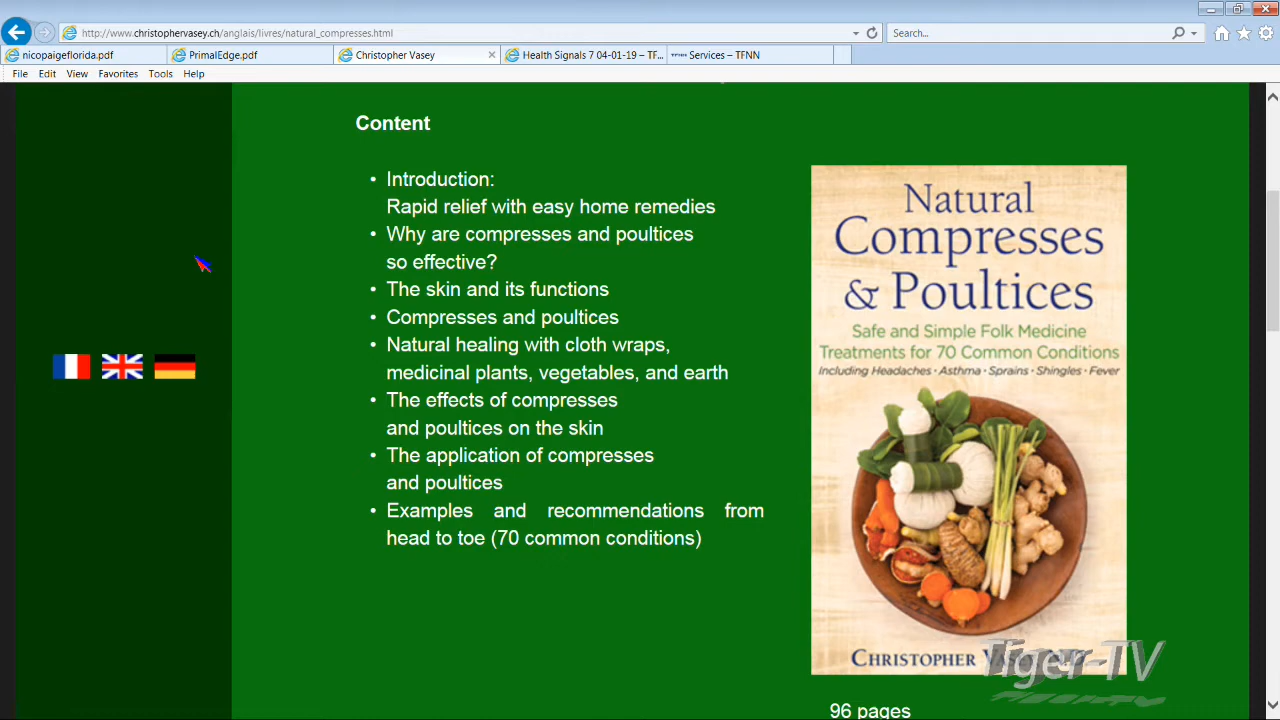 http://www.christophervasey.ch/anglais/livres/natural_compresses.html
Search...
nicopaigeflorida.pdf
PrimalEdge.pdf
Christopher Vasey
Health Signals 7 04-01-19 – TF...
TFNN
Services – TFNN
File Edit View Favorites Tools Help
Content
• Introduction:
Rapid relief with easy home remedies
• Why are compresses and poultices
so effective?
• The skin and its functions
• Compresses and poultices
• Natural healing with cloth wraps,
medicinal plants, vegetables, and earth
• The effects of compresses
and poultices on the skin
• The application of compresses
and poultices
• Examples and recommendations from
head to toe (70 common conditions)
Natural
Compresses
& Poultices
Safe and Simple Folk Medicine
Treatments for 70 Common Conditions
Including Headaches • Asthma • Sprains • Shingles • Fever
CHRISTOPHER
Tiger-TV
96 pages